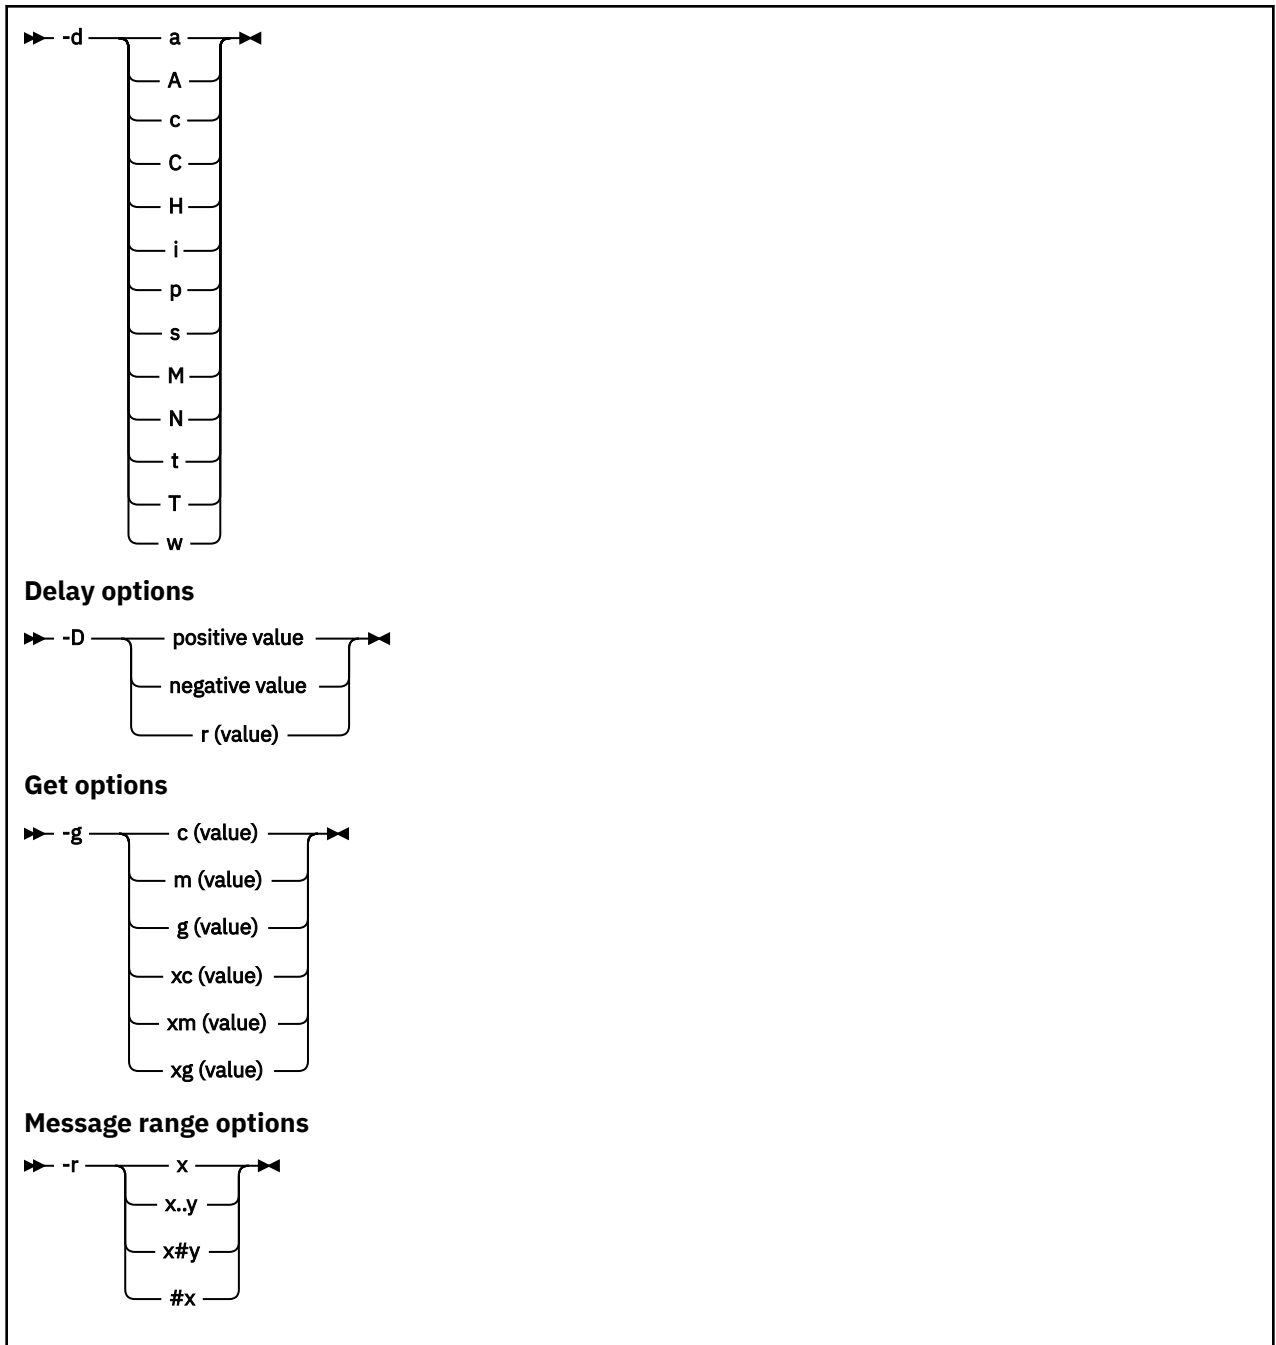 -d a
A
c
C
H
i
p
s
M
N
t
T
w
Delay options
-D positive value
negative value
r (value)
Get options
-g c (value)
m (value)
g (value)
xc (value)
xm (value)
xg (value)
Message range options
-r x
x..y
x#y
#x